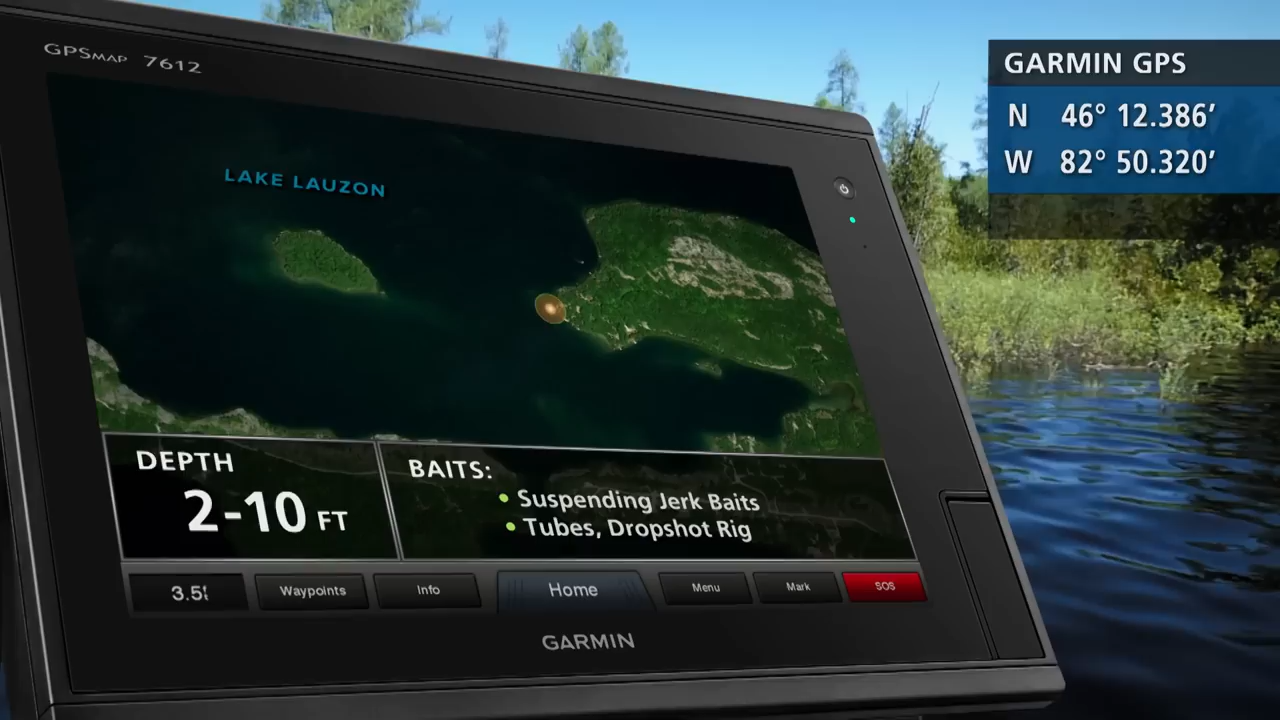 GPSMAP 7612
GARMIN GPS
N 46° 12.386’
W 82° 50.320’
LAKE LAUZON
DEPTH
2-10 FT
BAITS:
• Suspending Jerk Baits
• Tubes, Dropshot Rig
Waypoints
Info
Home
Menu
Mark
SOS
GARMIN